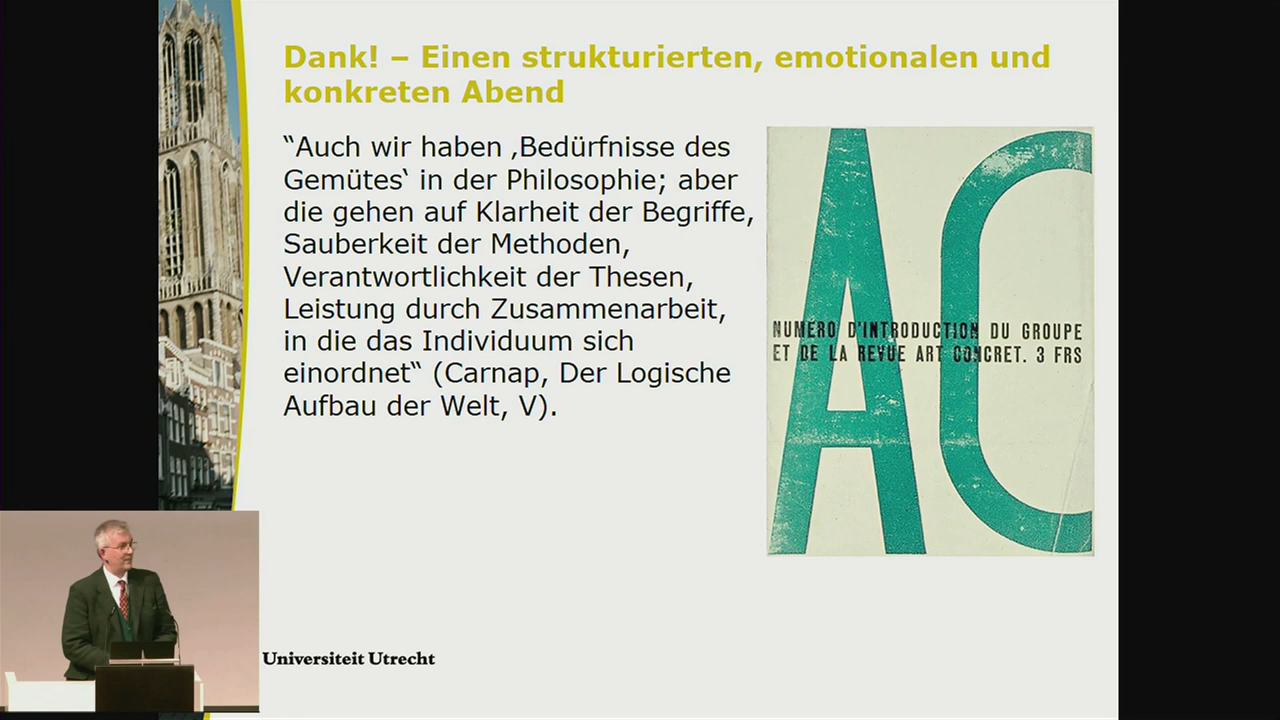 Dank! – Einen strukturierten, emotionalen und
konkreten Abend
“Auch wir haben ‚Bedürfnisse des
Gemütes‘ in der Philosophie; aber
die gehen auf Klarheit der Begriffe,
Sauberkeit der Methoden,
Verantwortlichkeit der Thesen,
Leistung durch Zusammenarbeit,
in die das Individuum sich
einordnet“ (Carnap, Der Logische
Aufbau der Welt, V).
AC
NUMÉRO D'INTRODUCTION DU GROUPE
ET DE LA REVUE ART CONCRET. 3 FRS
Universiteit Utrecht